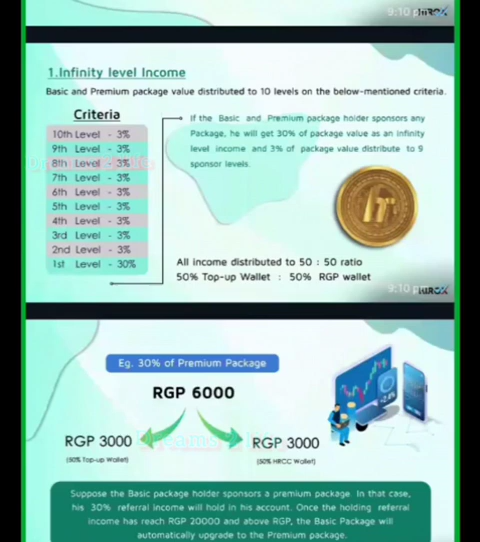 9:10 p
HIROX
1.Infinity level Income
Basic and Premium package value distributed to 10 levels on the below-mentioned criteria.
Criteria
10th Level - 3%
9th Level - 3%
8th Level - 3%
7th Level - 3%
6th Level - 3%
5th Level - 3%
4th Level - 3%
3rd Level - 3%
2nd Level - 3%
1st Level - 30%
If the Basic and Premium package holder sponsors any
Package, he will get 30% of package value as an infinity
level income and 3% of package value distribute to 9
sponsor levels.
All income distributed to 50 : 50 ratio
50% Top-up Wallet : 50% RGP wallet
9:10 p
HIROX
Eg. 30% of Premium Package
RGP 6000
RGP 3000
(50% Top-up Wallet)
RGP 3000
(50% HRCC Wallet)
Suppose the Basic package holder sponsors a premium package. In that case,
his 30% referral income will hold in his account. Once the holding referral
income has reach RGP 20000 and above RGP, the Basic Package will
automatically upgrade to the Premium package.